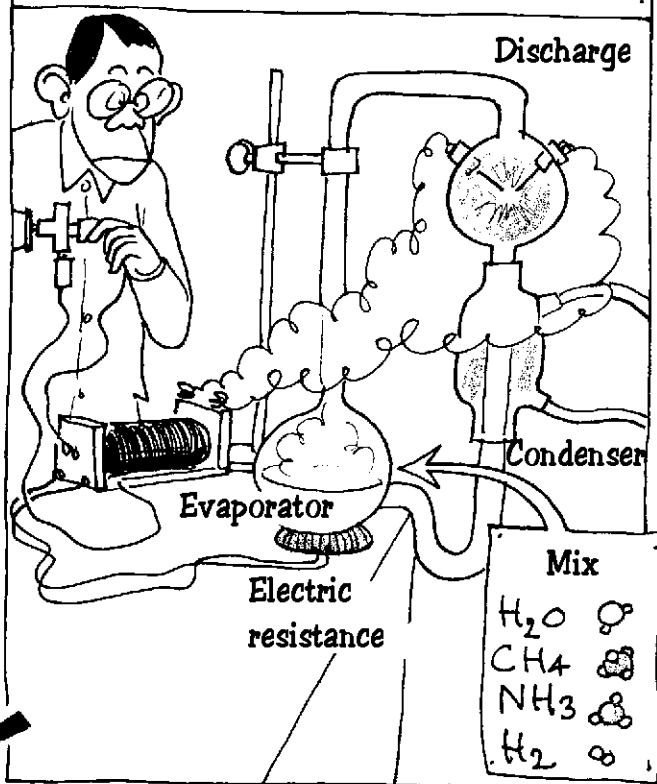 Discharge
Condenser
Evaporator
Electric
resistance
Mix
H₂O
CH4
NH3
H₂